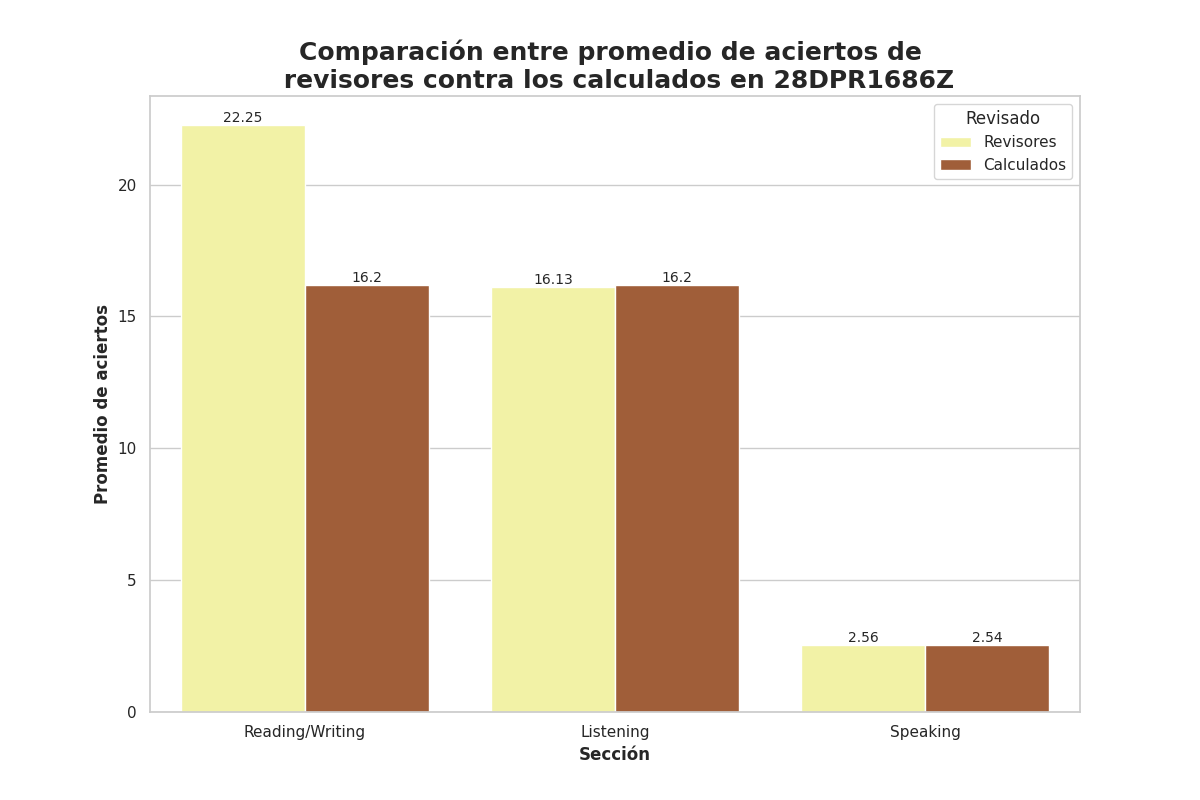 Comparación entre promedio de aciertos de
revisores contra los calculados en 28DPR1686Z
Revisado
Revisores
Calculados
22.25
16.2
16.13
16.2
2.56
2.54
20
15
10
5
0
Promedio de aciertos
Reading/Writing
Listening
Speaking
Sección